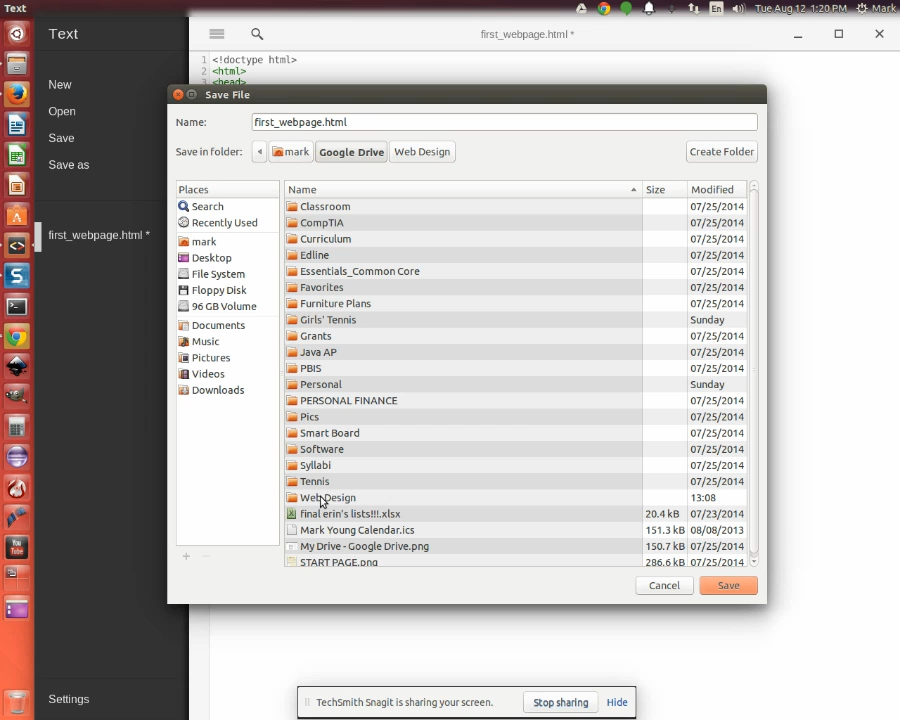 Text
En
Tue Aug 12 1:20 PM
Mark
Text
first_webpage.html *
New
Open
Save
Save as
first_webpage.html *
Settings
1 <!doctype html>
2 <html>
<head>
Save File
Name: first_webpage.html
Save in folder: mark Google Drive Web Design Create Folder
Places
Search
Recently Used
mark
Desktop
File System
Floppy Disk
96 GB Volume
Documents
Music
Pictures
Videos
Downloads
Name Size Modified
Classroom 07/25/2014
CompTIA 07/25/2014
Curriculum 07/25/2014
Edline 07/25/2014
Essentials_Common Core 07/25/2014
Favorites 07/25/2014
Furniture Plans 07/25/2014
Girls' Tennis Sunday
Grants 07/25/2014
Java AP 07/25/2014
PBIS 07/25/2014
Personal Sunday
PERSONAL FINANCE 07/25/2014
Pics 07/25/2014
Smart Board 07/25/2014
Software 07/25/2014
Syllabi 07/25/2014
Tennis 07/25/2014
Web Design 13:08
final erin's lists!!!.xlsx 20.4 kB 07/23/2014
Mark Young Calendar.ics 151.3 kB 08/08/2013
My Drive - Google Drive.png 150.7 kB 07/25/2014
START PAGE.png 286.6 kB 07/25/2014
Cancel Save
You
Tube
TechSmith Snagit is sharing your screen. Stop sharing Hide